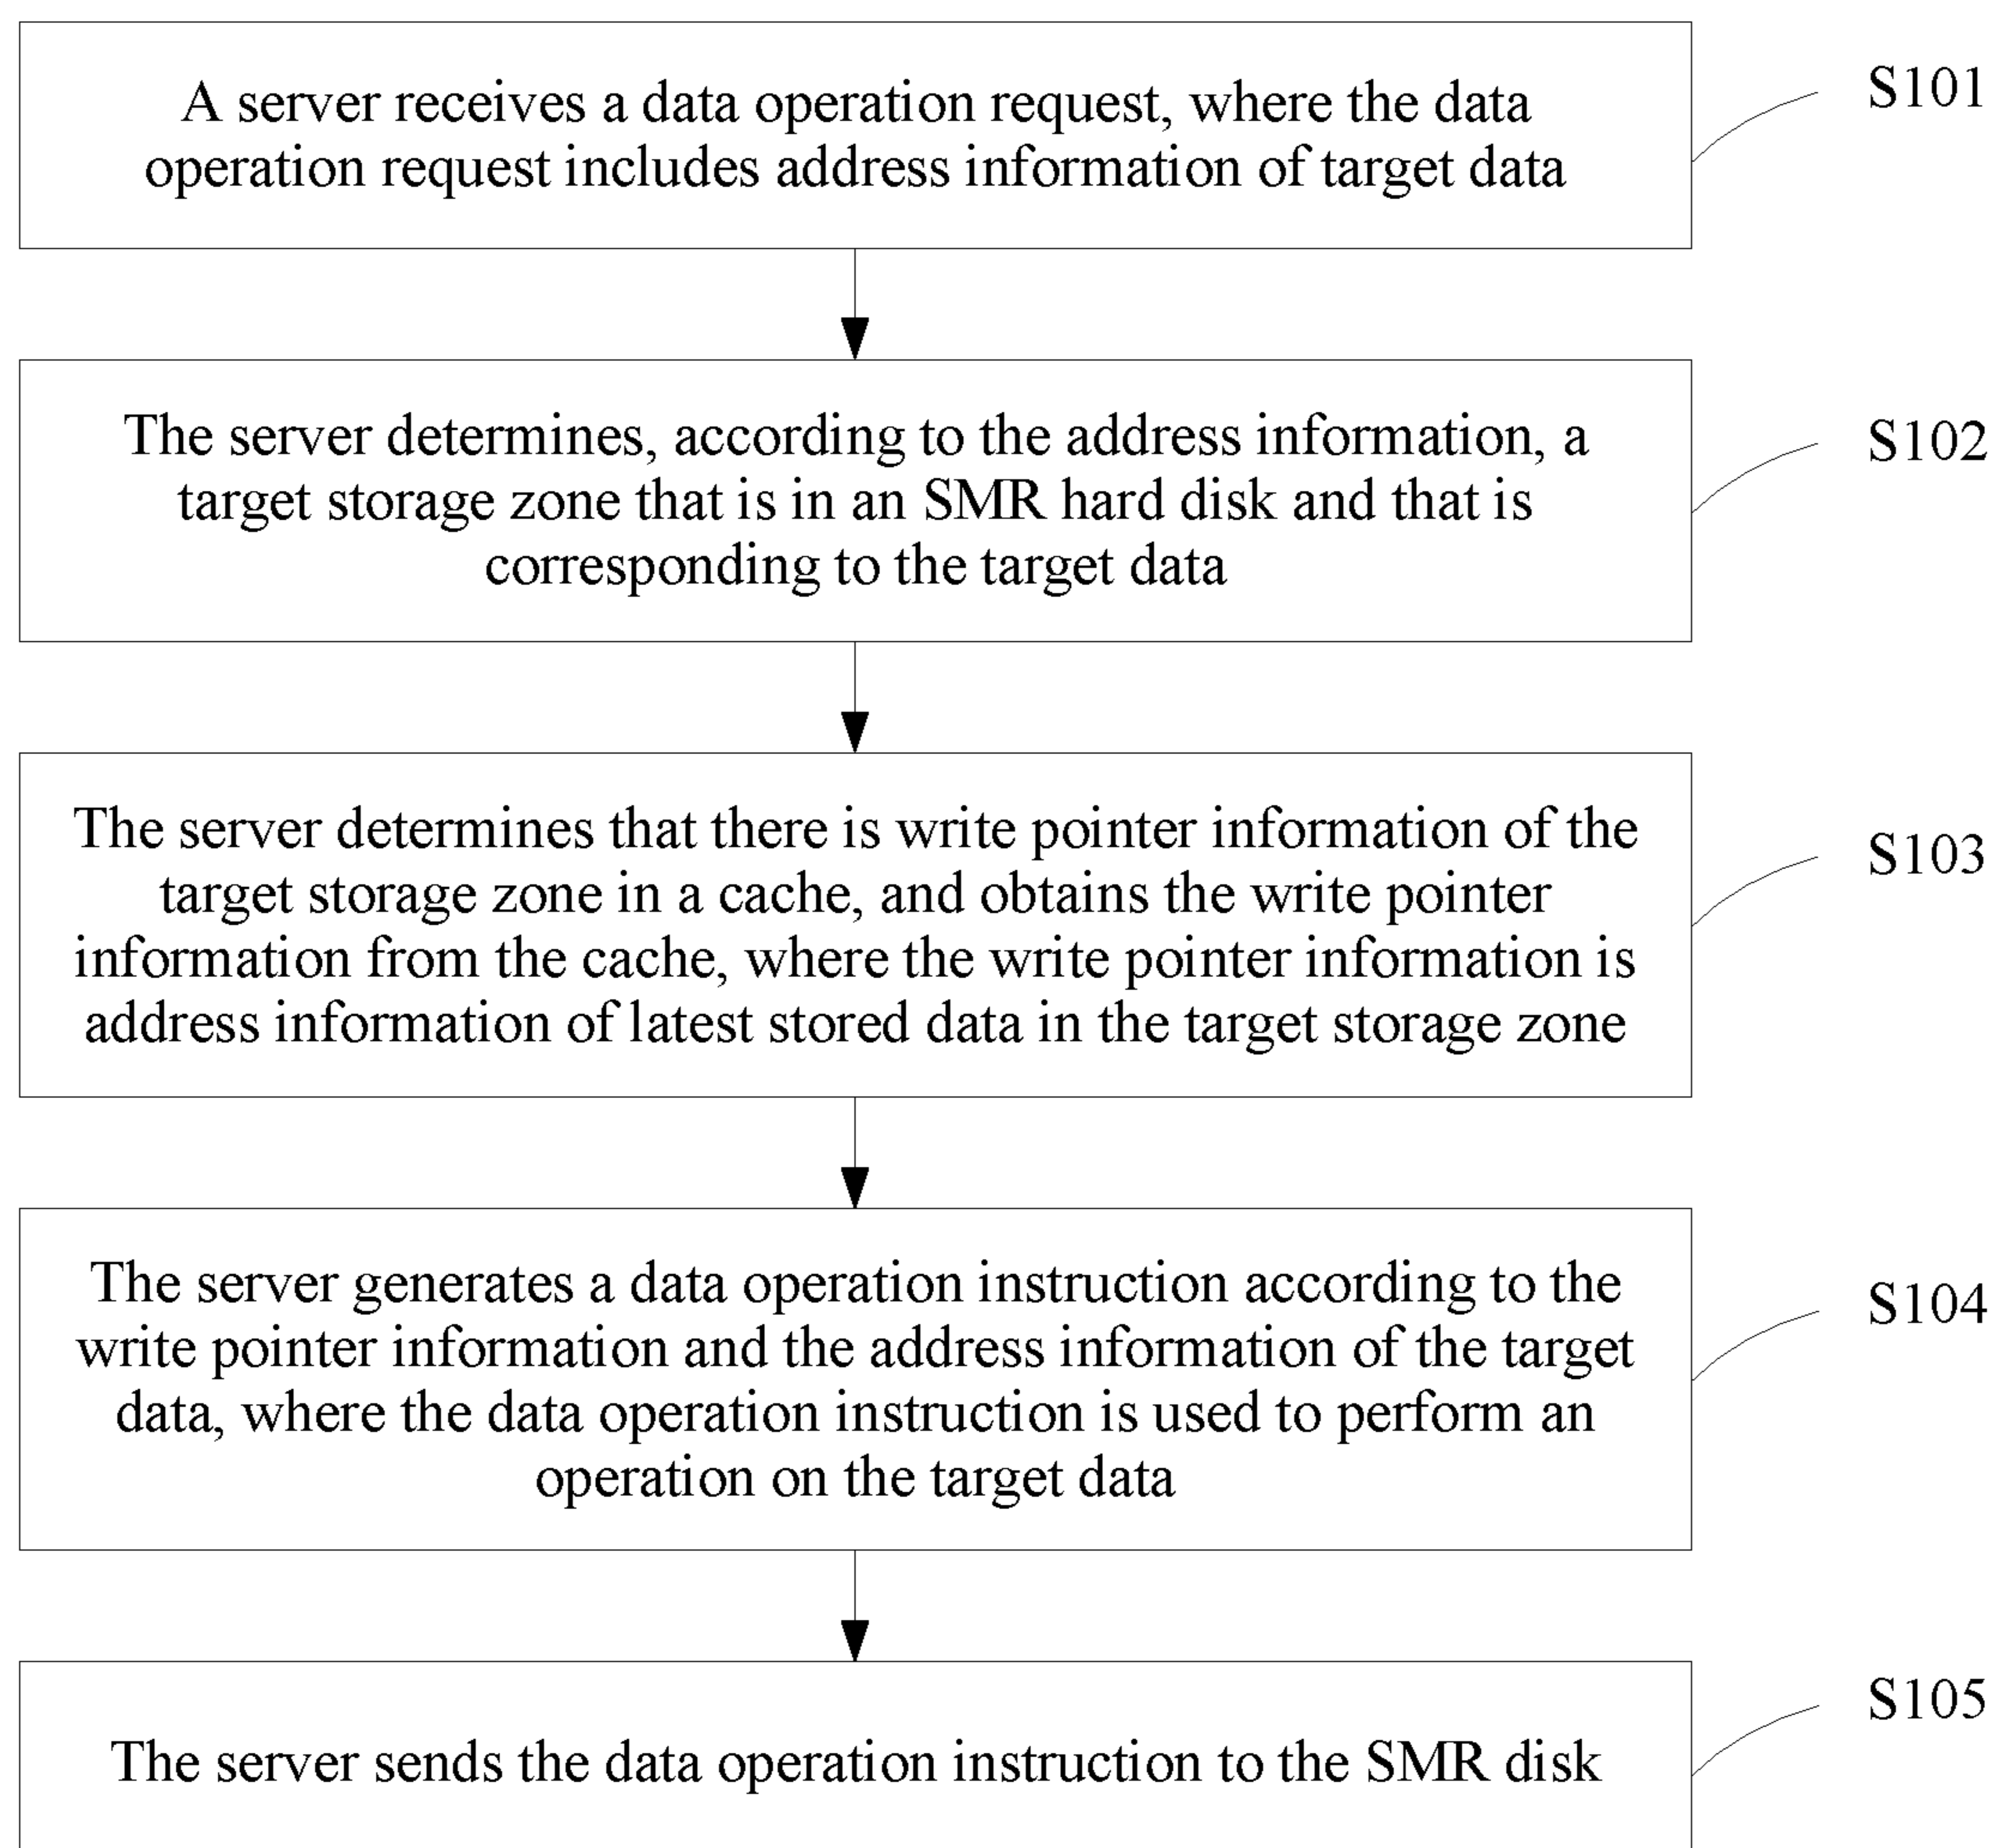 A server receives a data operation request, where the data
operation request includes address information of target data
S101
The server determines, according to the address information, a
target storage zone that is in an SMR hard disk and that is
corresponding to the target data
S102
The server determines that there is write pointer information of the
target storage zone in a cache, and obtains the write pointer
information from the cache, where the write pointer information is
address information of latest stored data in the target storage zone
S103
The server generates a data operation instruction according to the
write pointer information and the address information of the target
data, where the data operation instruction is used to perform an
operation on the target data
S104
The server sends the data operation instruction to the SMR disk
S105